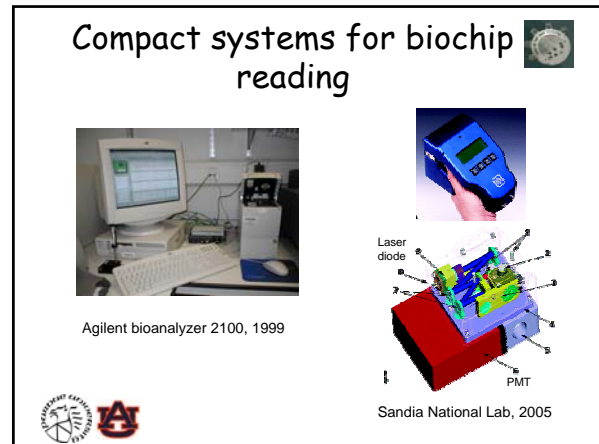 Compact systems for biochip
reading
Laser
diode
Agilent bioanalyzer 2100, 1999
PMT
Sandia National Lab, 2005